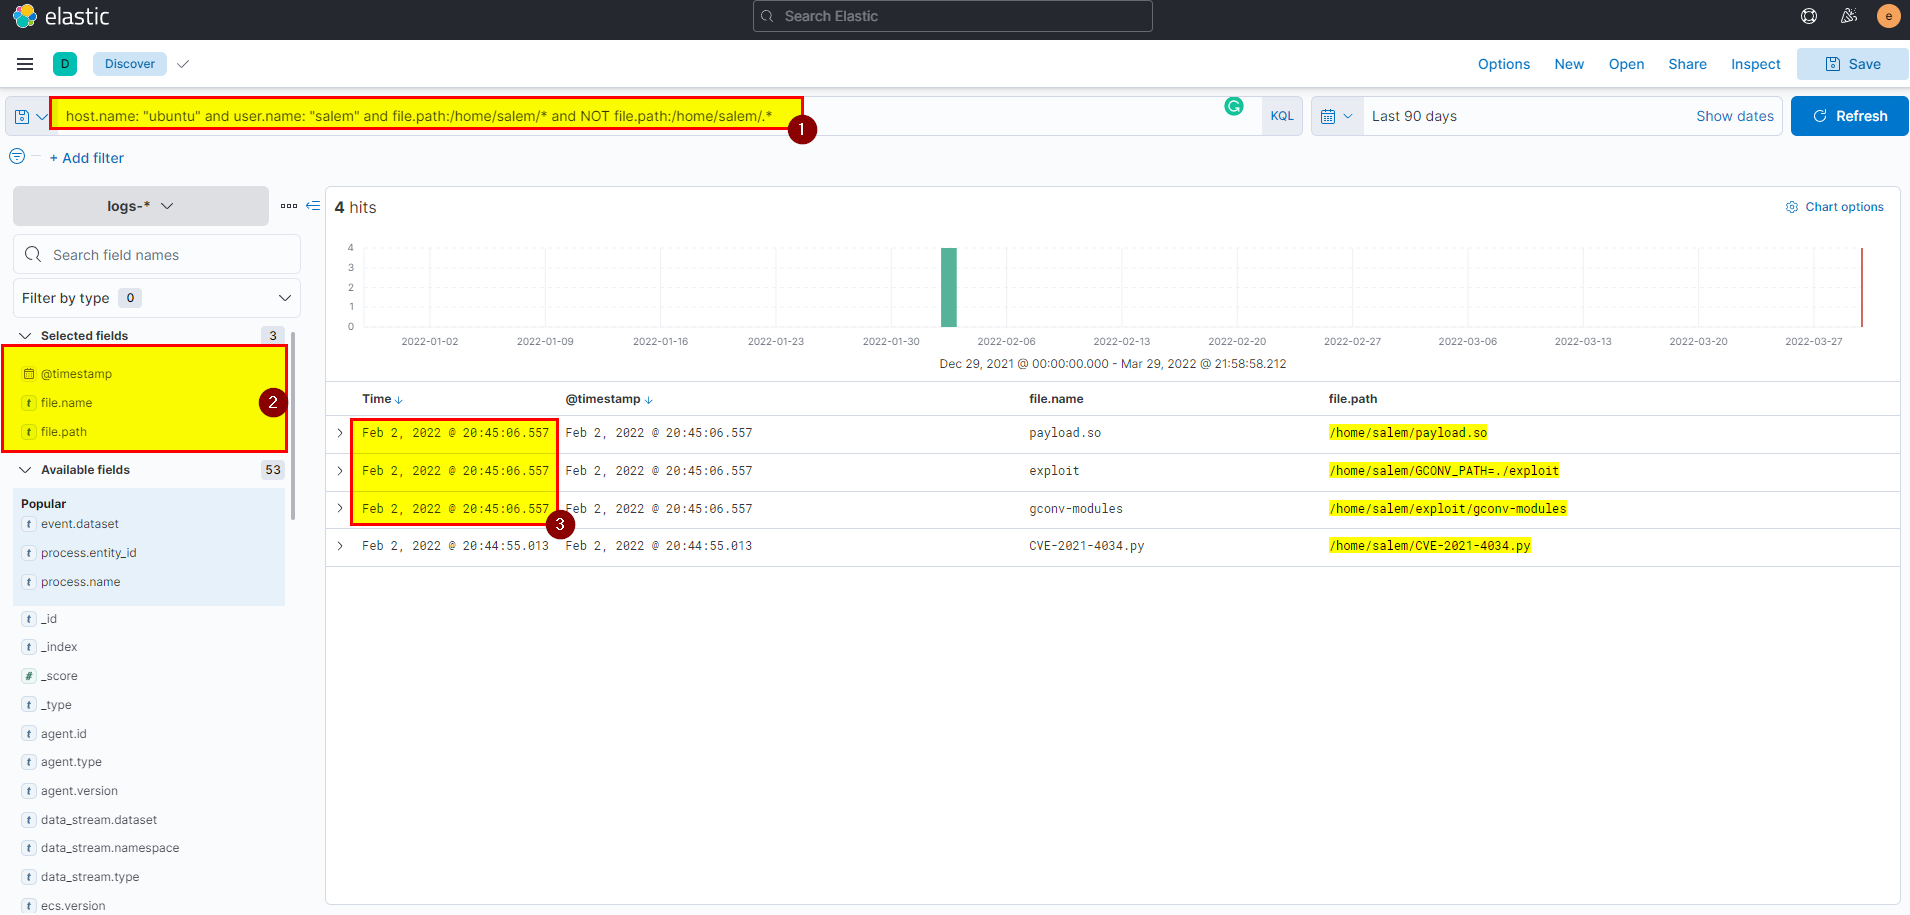 elastic
Search Elastic
e
D
Discover
Options
New
Open
Share
Inspect
Save
host.name: "ubuntu" and user.name: "salem" and file.path:/home/salem/* and NOT file.path:/home/salem/.*
1
KQL
Last 90 days
Show dates
Refresh
+ Add filter
logs-*
4 hits
Chart options
Search field names
Filter by type 0
Selected fields 3
@timestamp
t file.name
t file.path
2
Available fields 53
Popular
t event.dataset
t process.entity_id
t process.name
t _id
t _index
# _score
t _type
t agent.id
t agent.type
t agent.version
t data_stream.dataset
t data_stream.namespace
t data_stream.type
t ecs.version
4
3
2
1
0
2022-01-02 2022-01-09 2022-01-16 2022-01-23 2022-01-30 2022-02-06 2022-02-13 2022-02-20 2022-02-27 2022-03-06 2022-03-13 2022-03-20 2022-03-27
Dec 29, 2021 @ 00:00:00.000 - Mar 29, 2022 @ 21:58:58.212
Time @timestamp file.name file.path
Feb 2, 2022 @ 20:45:06.557 Feb 2, 2022 @ 20:45:06.557 payload.so /home/salem/payload.so
Feb 2, 2022 @ 20:45:06.557 Feb 2, 2022 @ 20:45:06.557 exploit /home/salem/GCONV_PATH=./exploit
Feb 2, 2022 @ 20:45:06.557 Feb 2, 2022 @ 20:45:06.557 gconv-modules /home/salem/exploit/gconv-modules
3
Feb 2, 2022 @ 20:44:55.013 Feb 2, 2022 @ 20:44:55.013 CVE-2021-4034.py /home/salem/CVE-2021-4034.py